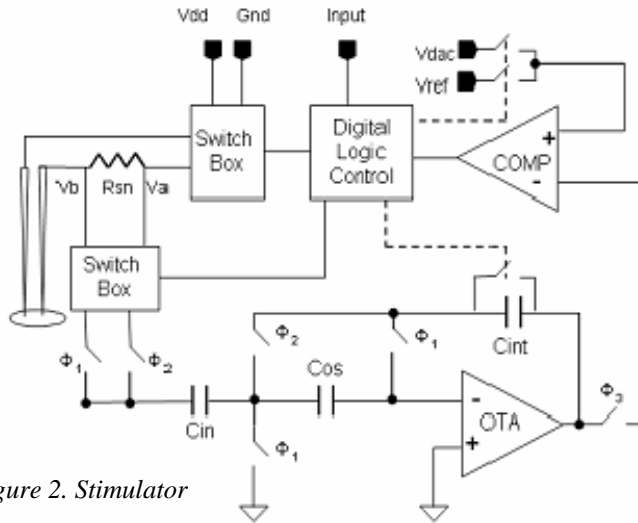 Vdd Gnd Input
Vdac
Vref
Switch
Box
Digital
Logic
Control
+
COMP
-
Vb Rsn Va
Switch
Box
Φ1 Φ2
Φ2 Φ1
Cint
Cos
Cin
Φ1
-
OTA
+
Φ3
gure 2. Stimulator